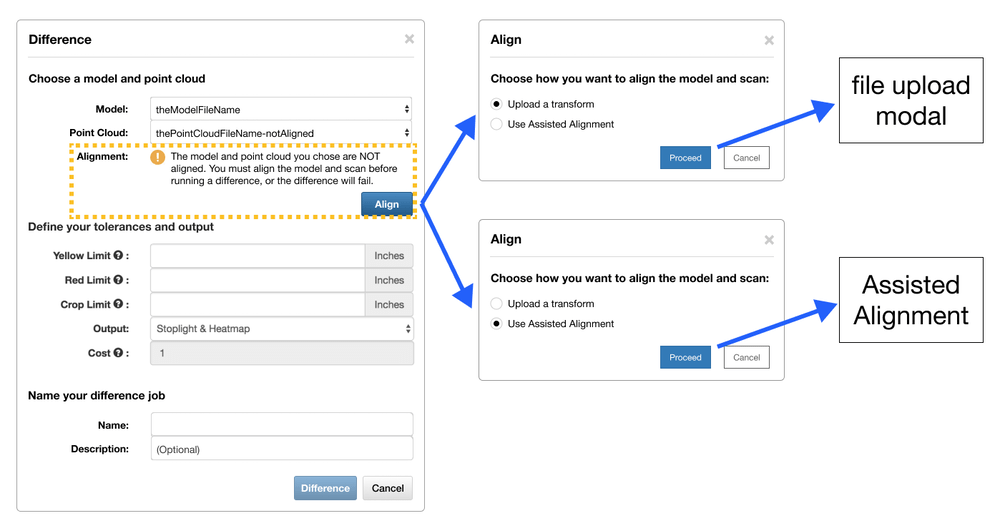 Difference ×
Choose a model and point cloud
Model: theModelFileName
Point Cloud: thePointCloudFileName-notAligned
Alignment: ! The model and point cloud you chose are NOT
aligned. You must align the model and scan before
running a difference, or the difference will fail.
Align
Define your tolerances and output
Yellow Limit ? : Inches
Red Limit ? : Inches
Crop Limit ? : Inches
Output: Stoplight & Heatmap
Cost ? : 1
Name your difference job
Name:
Description: (Optional)
Difference Cancel
Align ×
Choose how you want to align the model and scan:
Upload a transform
Use Assisted Alignment
Proceed Cancel
file upload
modal
Align ×
Choose how you want to align the model and scan:
Upload a transform
Use Assisted Alignment
Proceed Cancel
Assisted
Alignment